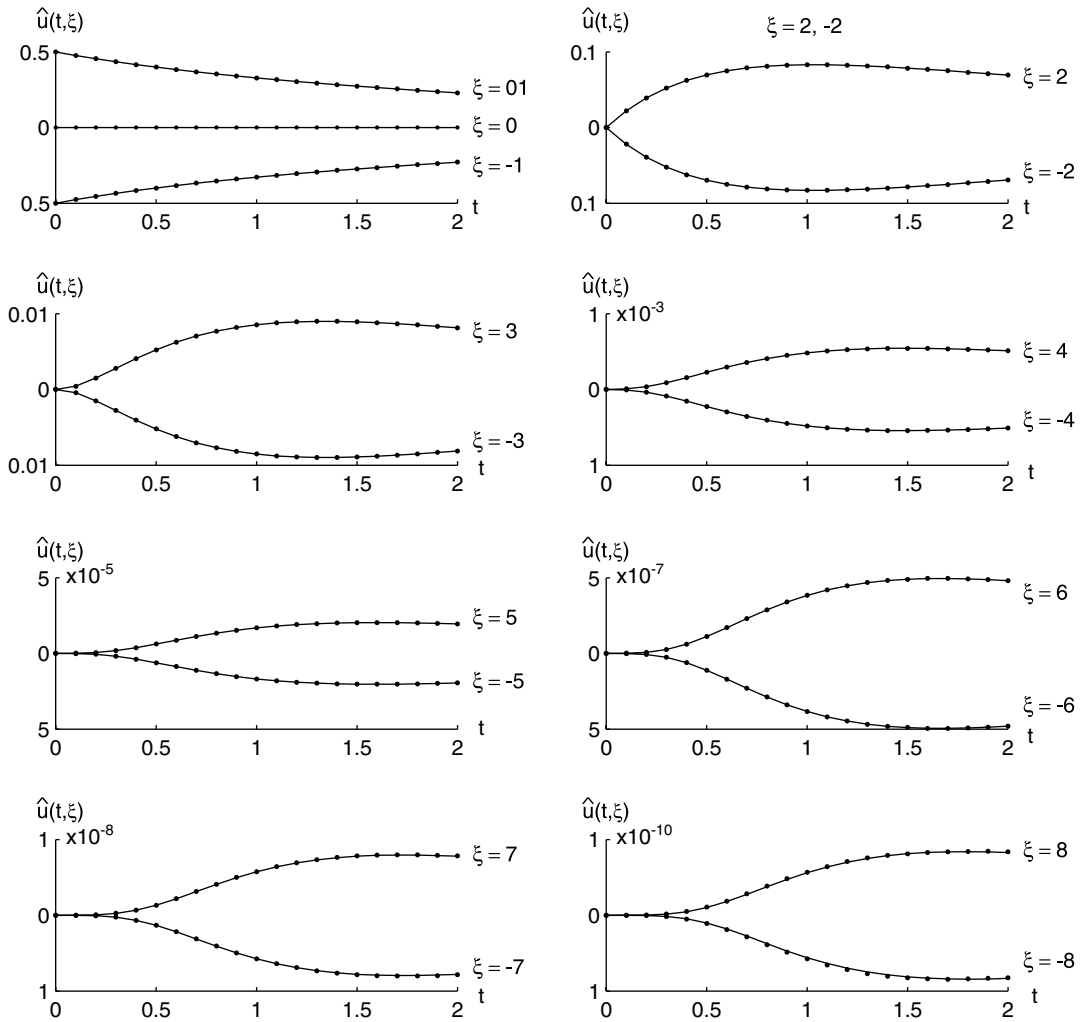 û(t,ξ)
0.5
0
0.5
ξ = 01
ξ = 0
ξ = -1
t
0 0.5 1 1.5 2
û(t,ξ)
ξ = 2, -2
0.1
0
0.1
ξ = 2
ξ = -2
t
0 0.5 1 1.5 2
û(t,ξ)
0.01
0
0.01
ξ = 3
ξ = -3
t
0 0.5 1 1.5 2
û(t,ξ)
1 x10⁻³
0
1
ξ = 4
ξ = -4
t
0 0.5 1 1.5 2
û(t,ξ)
5 x10⁻⁵
0
5
ξ = 5
ξ = -5
t
0 0.5 1 1.5 2
û(t,ξ)
5 x10⁻⁷
0
5
ξ = 6
ξ = -6
t
0 0.5 1 1.5 2
û(t,ξ)
1 x10⁻⁸
0
1
ξ = 7
ξ = -7
t
0 0.5 1 1.5 2
û(t,ξ)
1 x10⁻¹⁰
0
1
ξ = 8
ξ = -8
t
0 0.5 1 1.5 2